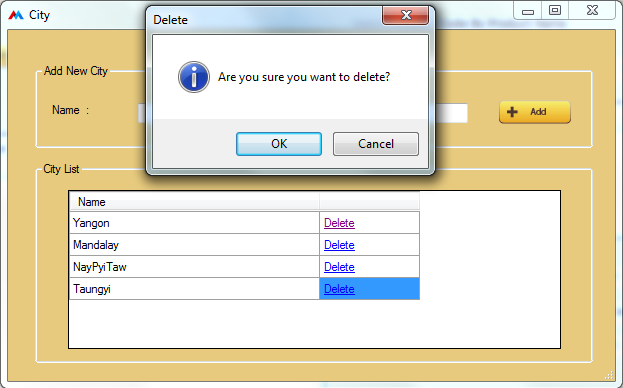 City
Delete
Are you sure you want to delete?
OK
Cancel
Add New City
Name :
Add
City List
Name
Yangon Delete
Mandalay Delete
NayPyiTaw Delete
Taungyi Delete